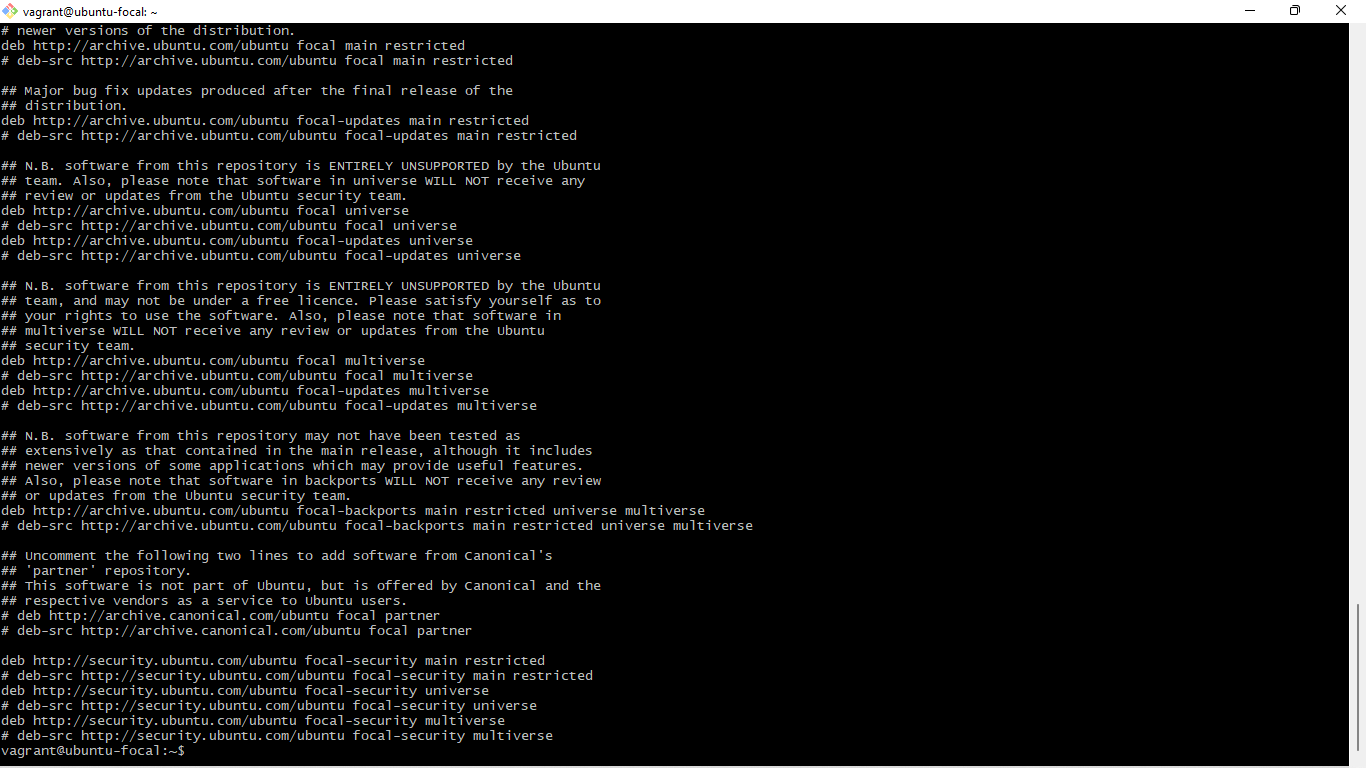 vagrant@ubuntu-focal: ~
# newer versions of the distribution.
deb http://archive.ubuntu.com/ubuntu focal main restricted
# deb-src http://archive.ubuntu.com/ubuntu focal main restricted

## Major bug fix updates produced after the final release of the
## distribution.
deb http://archive.ubuntu.com/ubuntu focal-updates main restricted
# deb-src http://archive.ubuntu.com/ubuntu focal-updates main restricted

## N.B. software from this repository is ENTIRELY UNSUPPORTED by the Ubuntu
## team. Also, please note that software in universe WILL NOT receive any
## review or updates from the Ubuntu security team.
deb http://archive.ubuntu.com/ubuntu focal universe
# deb-src http://archive.ubuntu.com/ubuntu focal universe
deb http://archive.ubuntu.com/ubuntu focal-updates universe
# deb-src http://archive.ubuntu.com/ubuntu focal-updates universe

## N.B. software from this repository is ENTIRELY UNSUPPORTED by the Ubuntu
## team, and may not be under a free licence. Please satisfy yourself as to
## your rights to use the software. Also, please note that software in
## multiverse WILL NOT receive any review or updates from the Ubuntu
## security team.
deb http://archive.ubuntu.com/ubuntu focal multiverse
# deb-src http://archive.ubuntu.com/ubuntu focal multiverse
deb http://archive.ubuntu.com/ubuntu focal-updates multiverse
# deb-src http://archive.ubuntu.com/ubuntu focal-updates multiverse

## N.B. software from this repository may not have been tested as
## extensively as that contained in the main release, although it includes
## newer versions of some applications which may provide useful features.
## Also, please note that software in backports WILL NOT receive any review
## or updates from the Ubuntu security team.
deb http://archive.ubuntu.com/ubuntu focal-backports main restricted universe multiverse
# deb-src http://archive.ubuntu.com/ubuntu focal-backports main restricted universe multiverse

## Uncomment the following two lines to add software from Canonical's
## 'partner' repository.
## This software is not part of Ubuntu, but is offered by Canonical and the
## respective vendors as a service to Ubuntu users.
# deb http://archive.canonical.com/ubuntu focal partner
# deb-src http://archive.canonical.com/ubuntu focal partner

deb http://security.ubuntu.com/ubuntu focal-security main restricted
# deb-src http://security.ubuntu.com/ubuntu focal-security main restricted
deb http://security.ubuntu.com/ubuntu focal-security universe
# deb-src http://security.ubuntu.com/ubuntu focal-security universe
deb http://security.ubuntu.com/ubuntu focal-security multiverse
# deb-src http://security.ubuntu.com/ubuntu focal-security multiverse
vagrant@ubuntu-focal:~$